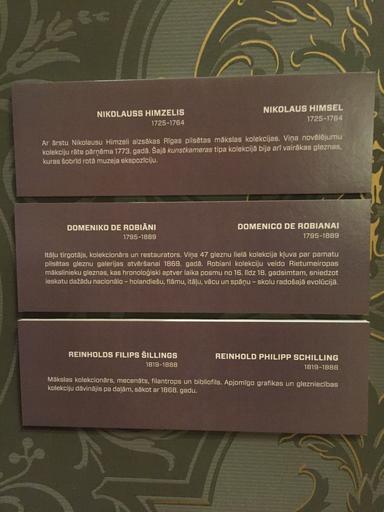 NIKOLAUSS HIMZELIS
1725-1764
NIKOLAUS HIMSEL
1725-1764
Ar ārstu Nikolausu Himzeli aizsākas Rīgas pilsētas mākslas kolekcijas. Viņa novēlējumu
kolekciju rāte pārņēma 1773. gadā. Šajā kunstkameras tipa kolekcijā bija arī vairākas gleznas,
kuras šobrīd rotā muzeja ekspozīciju.
DOMENIKO DE ROBIĀNI
1795-1869
DOMENICO DE ROBIANAI
1795-1869
Itāļu tirgotājs, kolekcionārs un restaurators. Viņa 47 gleznu lielā kolekcija kļuva par pamatu
pilsētas gleznu galerijas atvēršanai 1869. gadā. Robiani kolekciju veido Rietumeiropas
mākslinieku gleznas, kas hronoloģiski aptver laika posmu no 16. līdz 18. gadsimtam, sniedzot
ieskatu dažādu nacionālo – holandiešu, flāmu, itāļu, vācu un spāņu – skolu radošajā evolūcijā.
REINHOLDS FILIPS ŠILLINGS
1819-1888
REINHOLD PHILIPP SCHILLING
1819-1888
Mākslas kolekcionārs, mecenāts, filantrops un bibliofils. Apjomīgo grafikas un glezniecības
kolekciju dāvinājis pa daļām, sākot ar 1868. gadu.